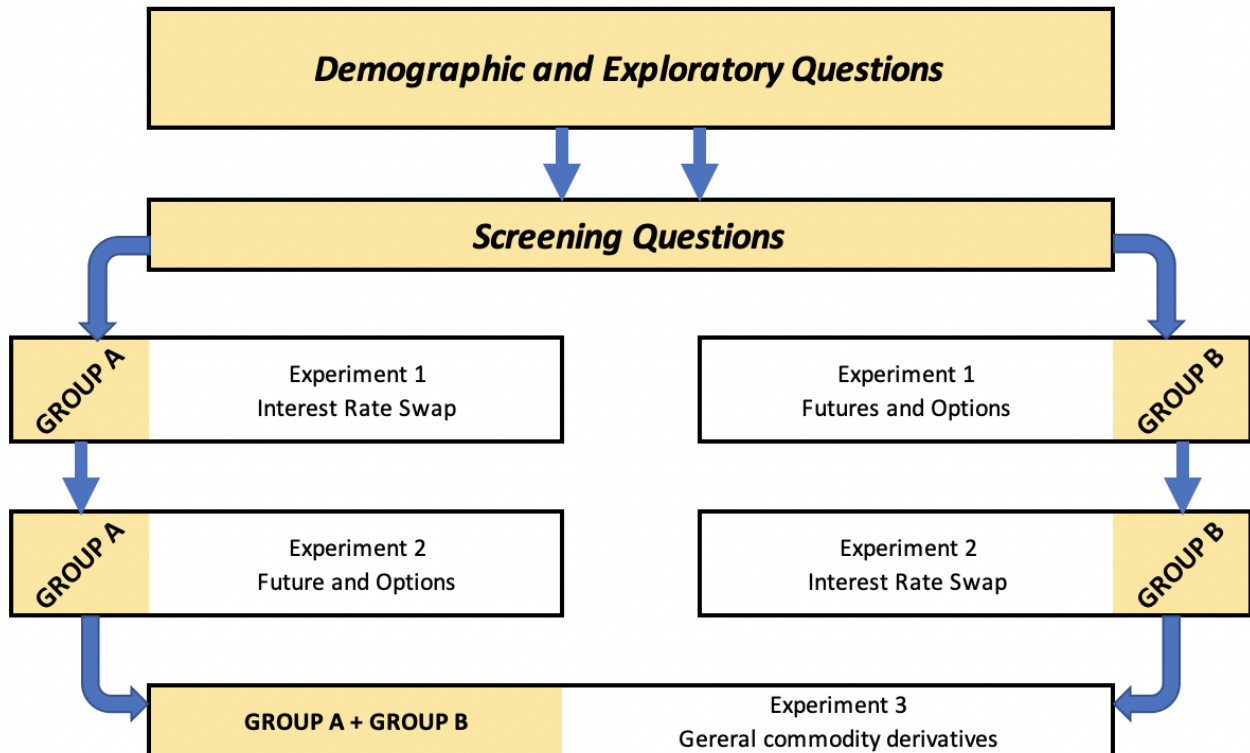 Demographic and Exploratory Questions
Screening Questions
GROUP A
Experiment 1
Interest Rate Swap
Experiment 1
Futures and Options
GROUP B
GROUP A
Experiment 2
Future and Options
Experiment 2
Interest Rate Swap
GROUP B
GROUP A + GROUP B
Experiment 3
Gereral commodity derivatives